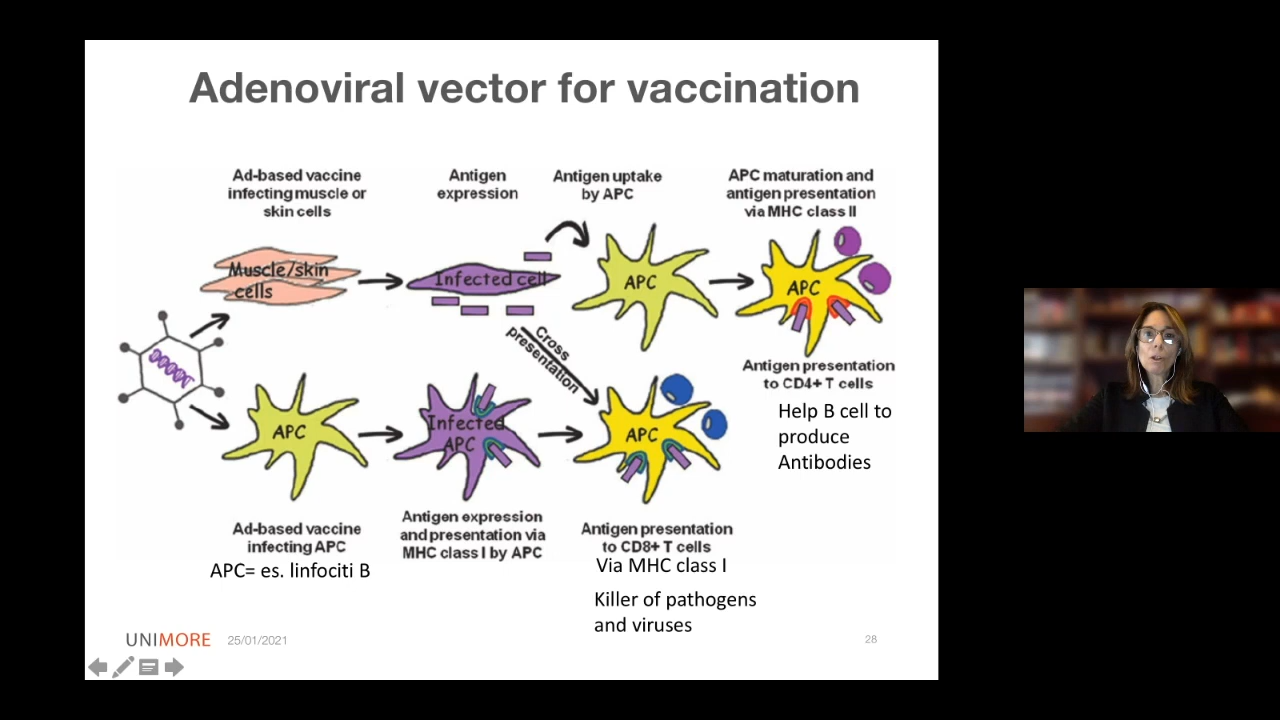 Adenoviral vector for vaccination
Ad-based vaccine
infecting muscle or
skin cells
Antigen
expression
Antigen uptake
by APC
APC maturation and
antigen presentation
via MHC class II
Muscle/skin
cells
Infected cell
APC
APC
Cross
presentation
Antigen presentation
to CD4+ T cells
Help B cell to
produce
Antibodies
APC
Infected
APC
APC
Ad-based vaccine
infecting APC
APC= es. linfociti B
Antigen expression
and presentation via
MHC class I by APC
Antigen presentation
to CD8+ T cells
Via MHC class I
Killer of pathogens
and viruses
UNIMORE
25/01/2021
28